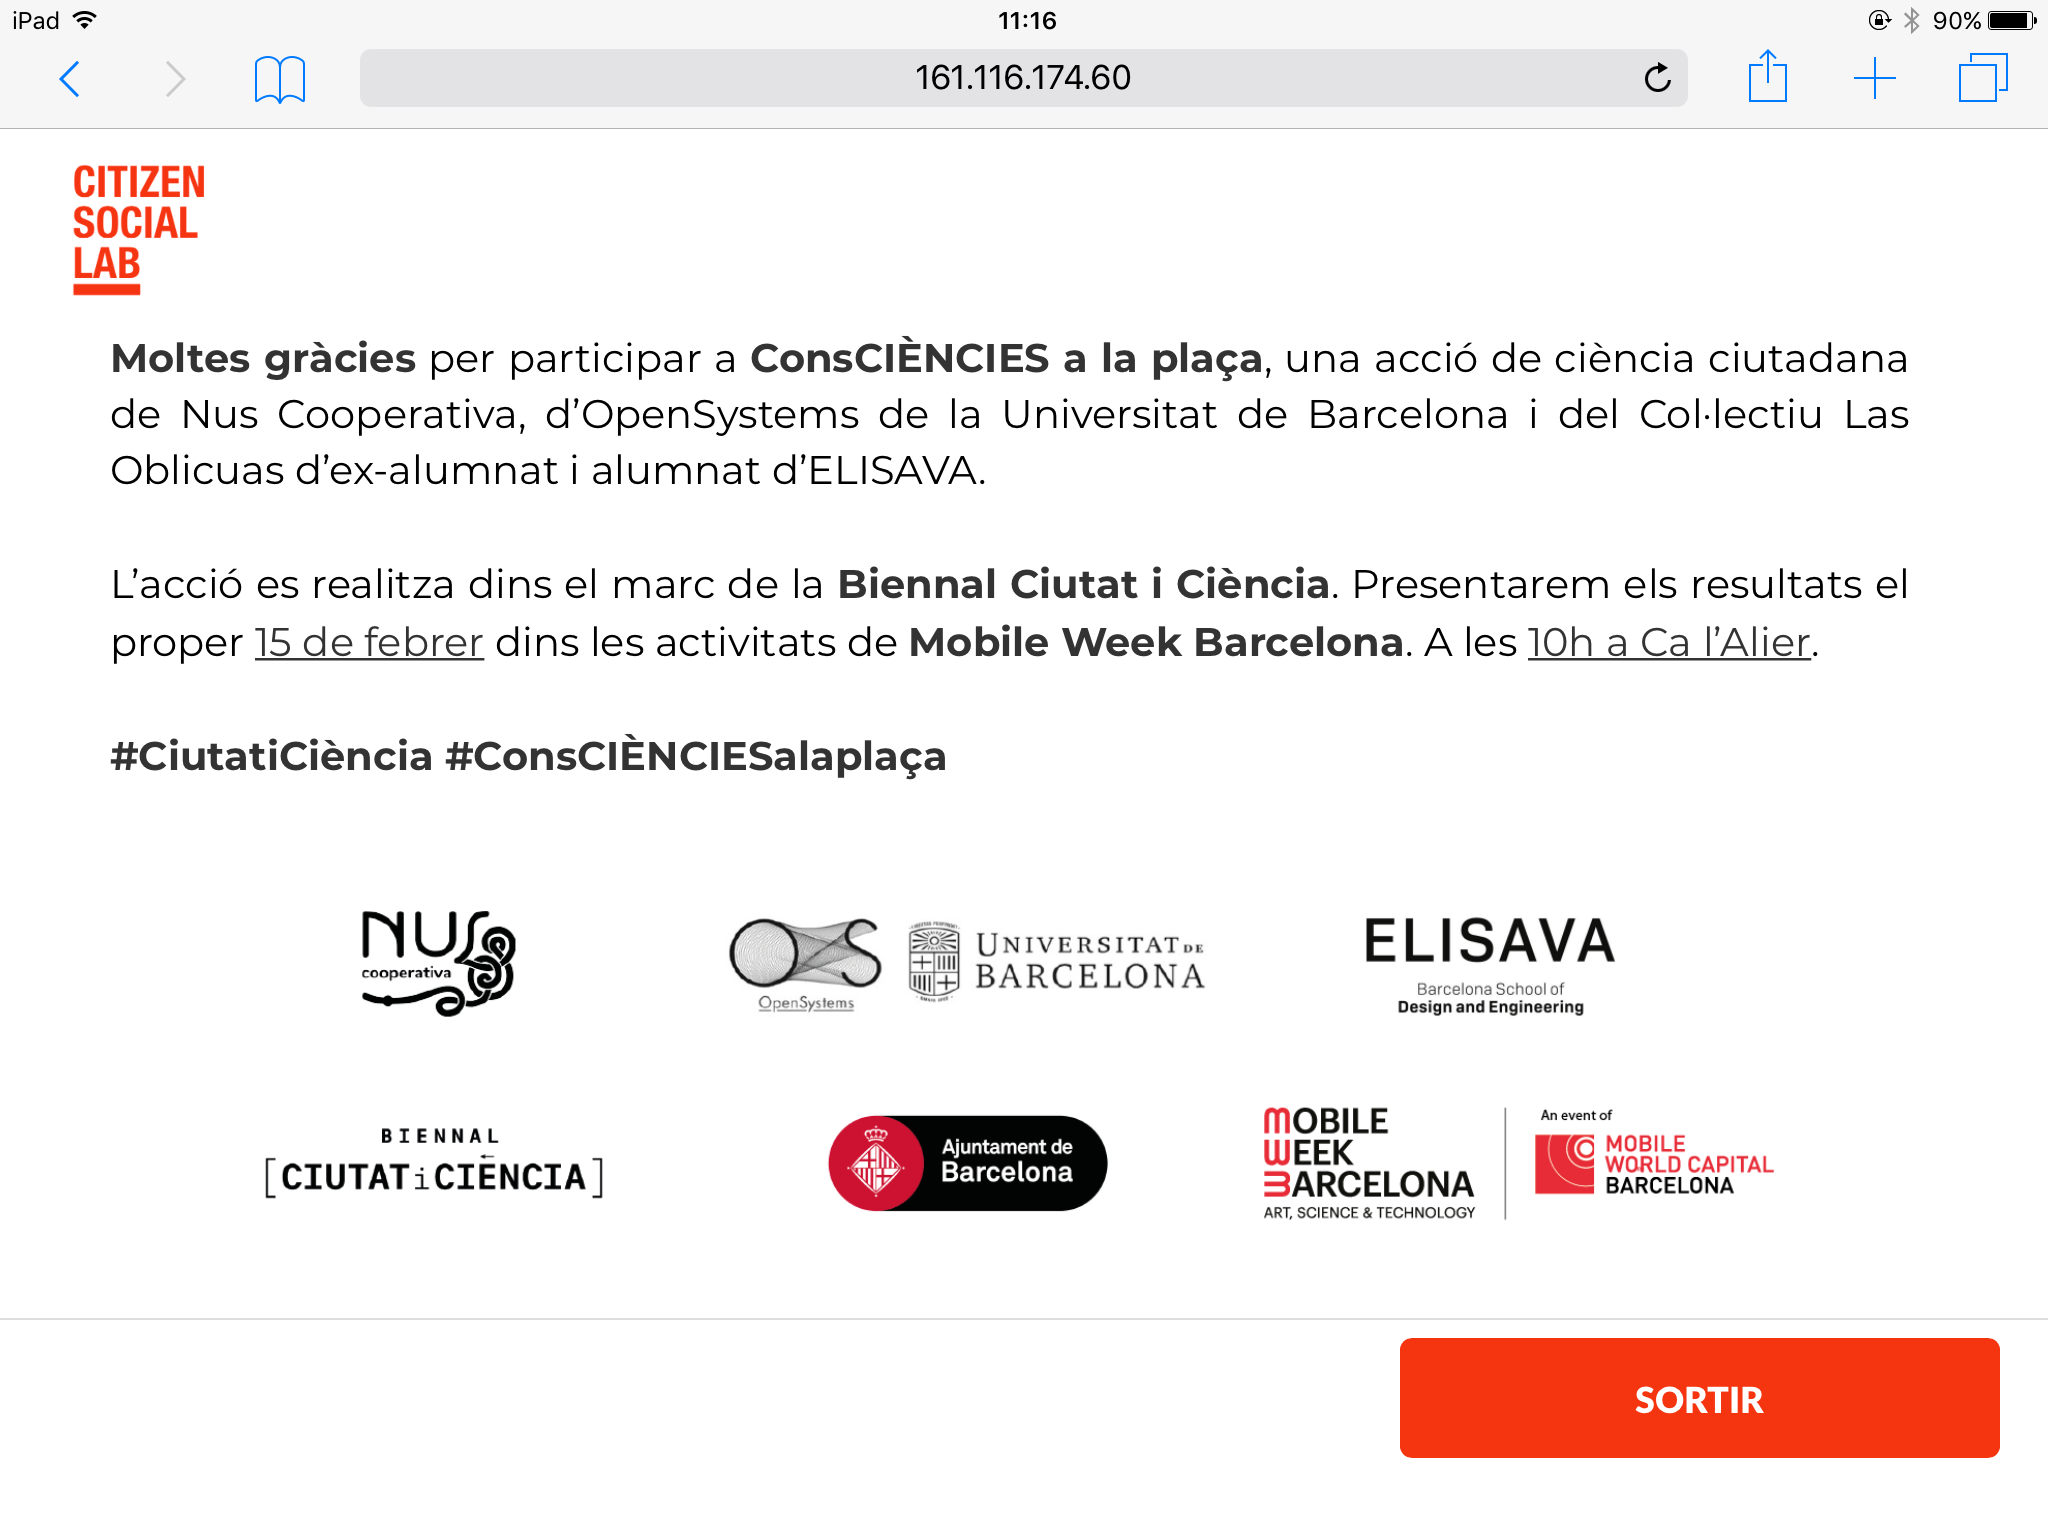 iPad
11:16
90%
161.116.174.60
CITIZEN
SOCIAL
LAB
Moltes gràcies per participar a ConsCIÈNCIES a la plaça, una acció de ciència ciutadana
de Nus Cooperativa, d’OpenSystems de la Universitat de Barcelona i del Col·lectiu Las
Oblicuas d’ex-alumnat i alumnat d’ELISAVA.
L’acció es realitza dins el marc de la Biennal Ciutat i Ciència. Presentarem els resultats el
proper 15 de febrer dins les activitats de Mobile Week Barcelona. A les 10h a Ca l’Alier.
#CiutatiCiència #ConsCIÈNCIESalaplaça
NUS
cooperativa
OS
OpenSystems
UNIVERSITAT DE
BARCELONA
ELISAVA
Barcelona School of
Design and Engineering
BIENNAL
[CIUTATiCIÈNCIA]
Ajuntament de
Barcelona
MOBILE
WEEK
BARCELONA
ART, SCIENCE & TECHNOLOGY
An event of
MOBILE
WORLD CAPITAL
BARCELONA
SORTIR